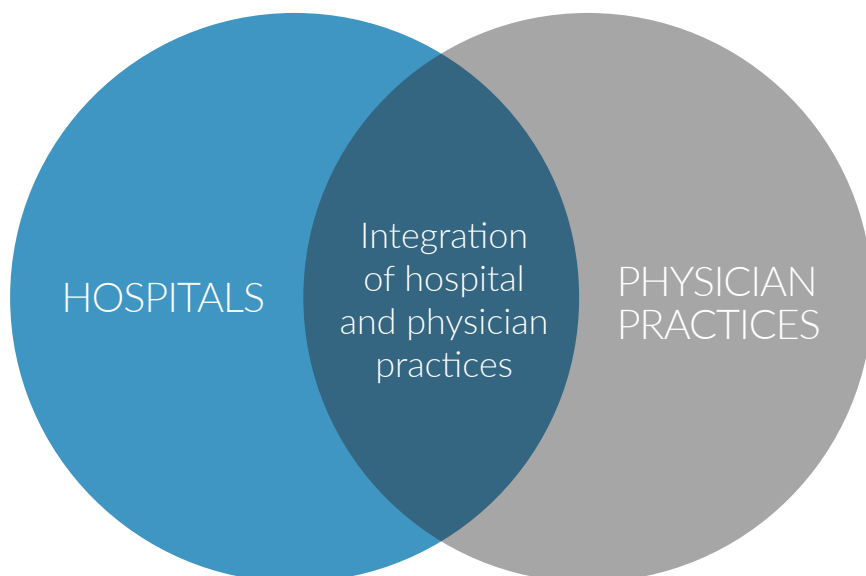 HOSPITALS
Integration
of hospital
and physician
practices
PHYSICIAN
PRACTICES